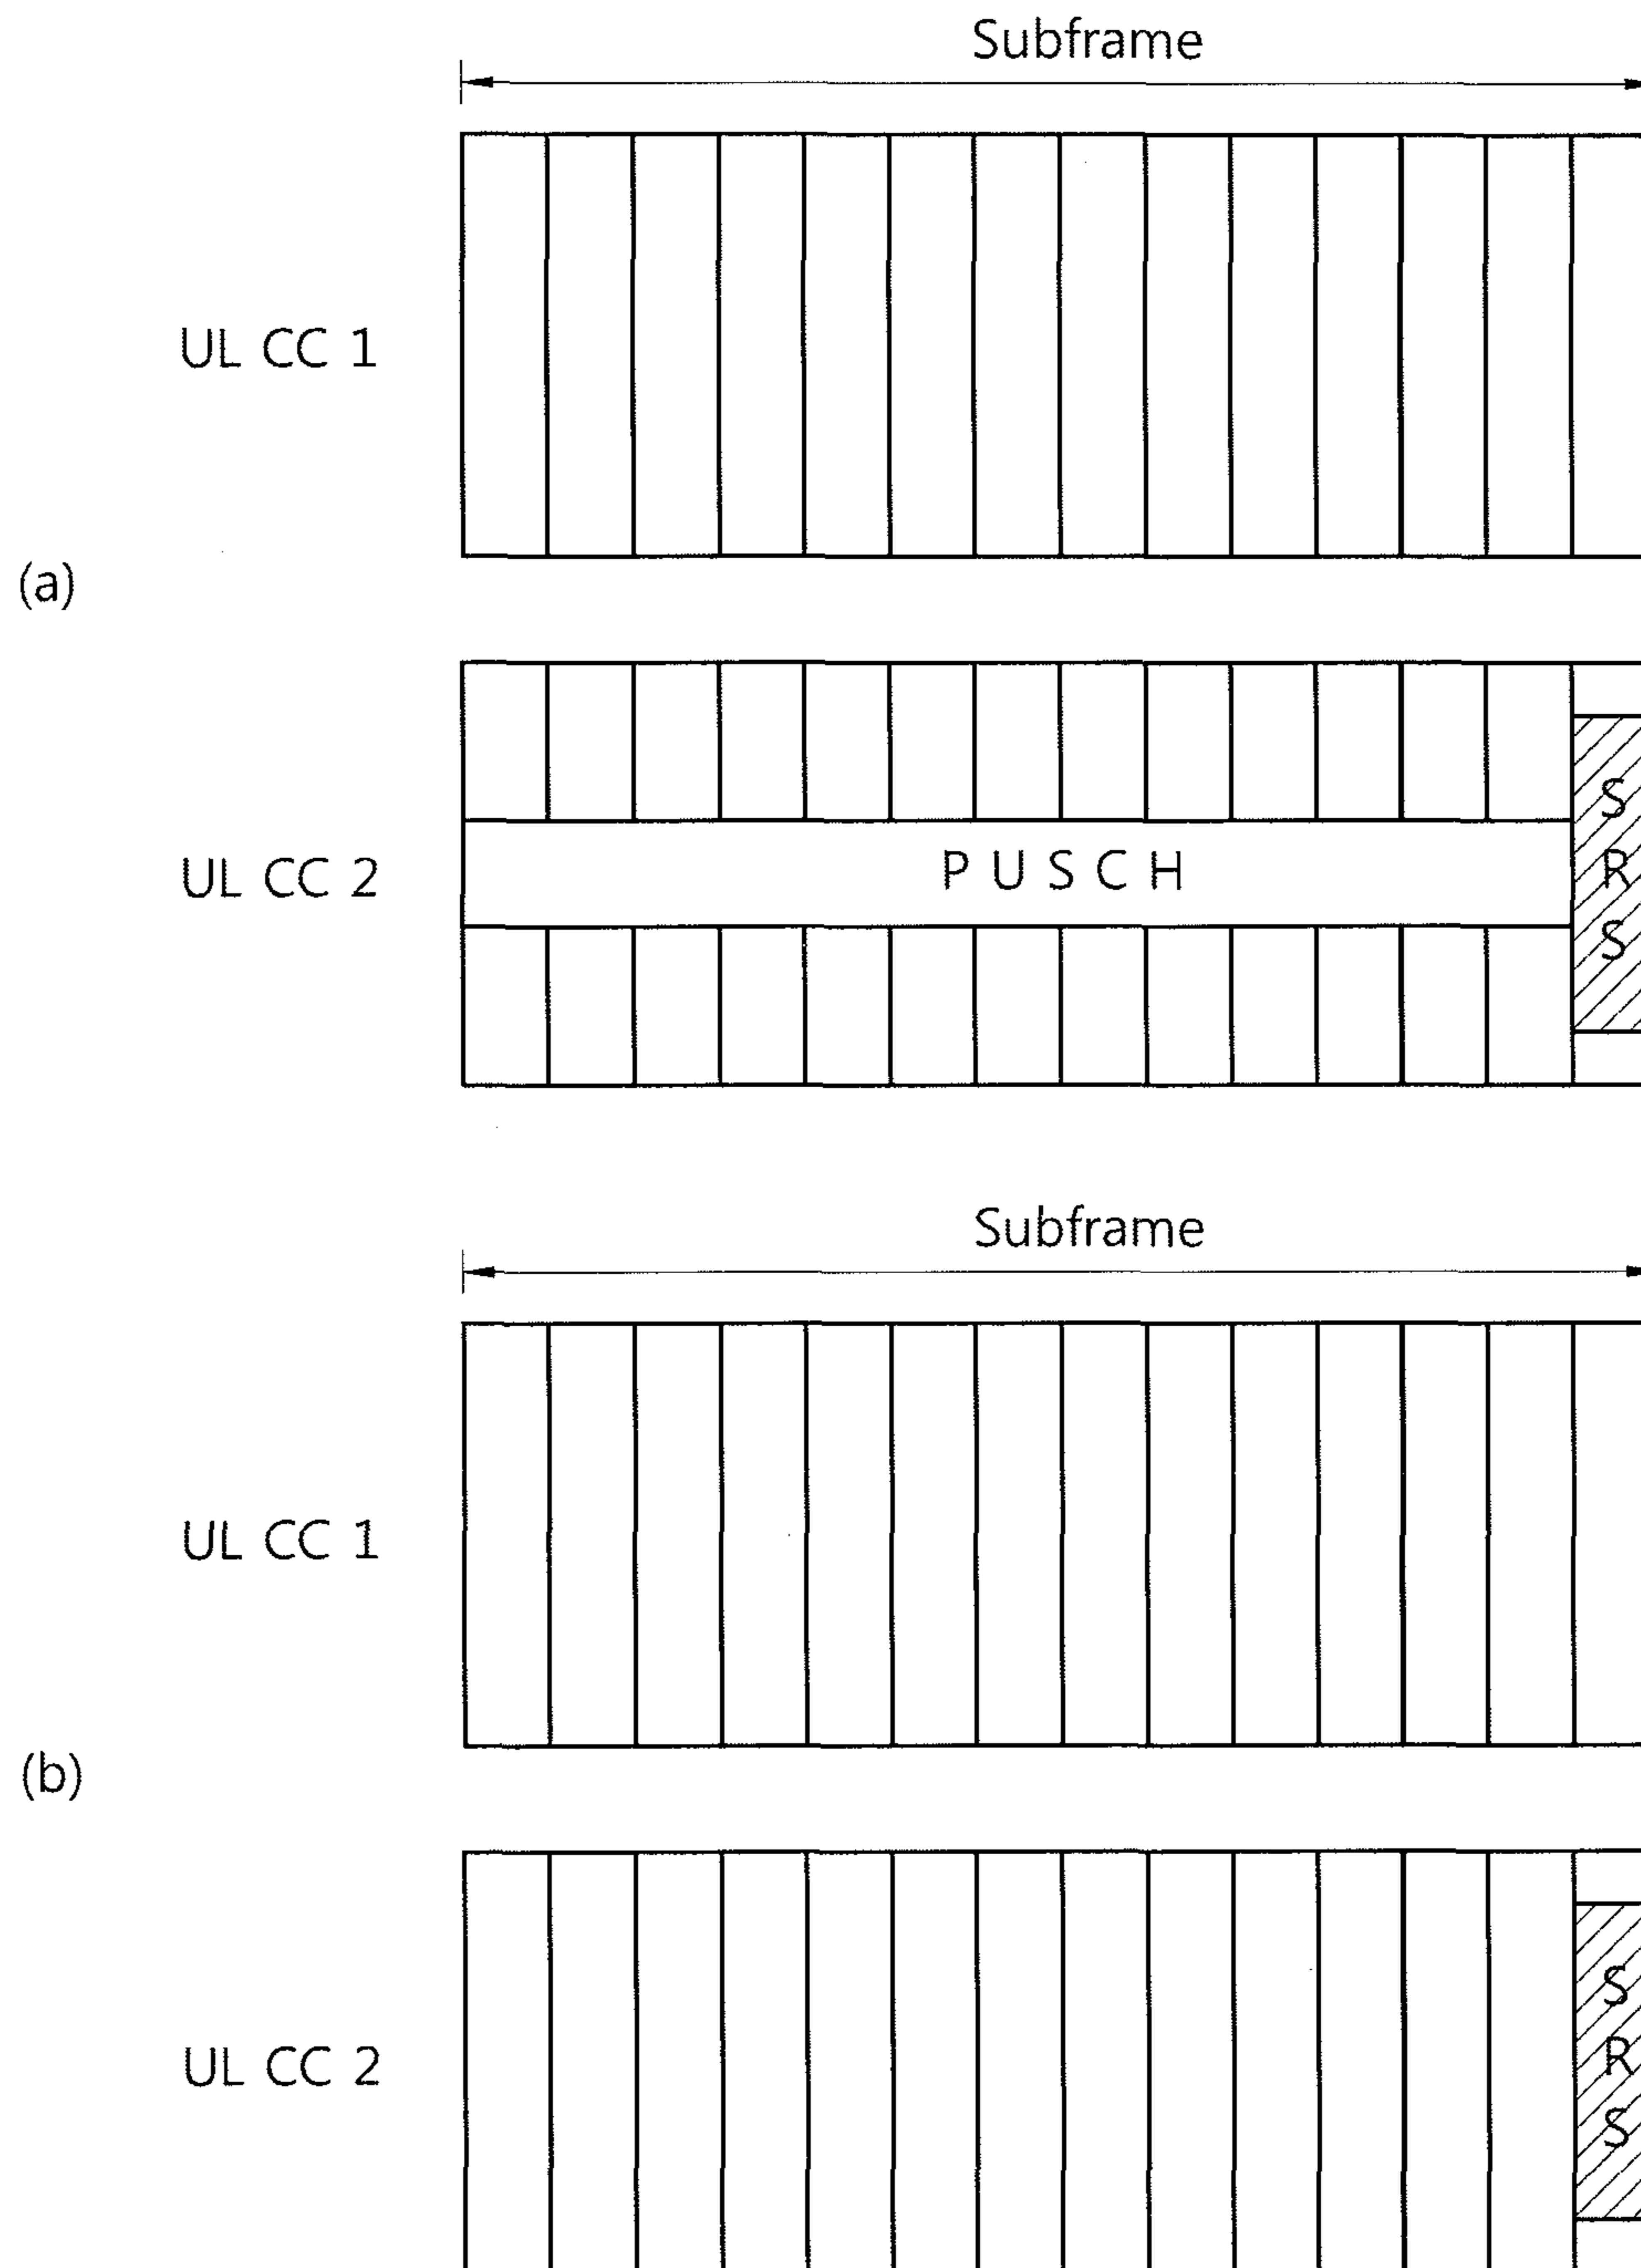 Subframe
UL CC 1
(a)
UL CC 2
PUSCH
S
R
S
Subframe
UL CC 1
(b)
UL CC 2
S
R
S